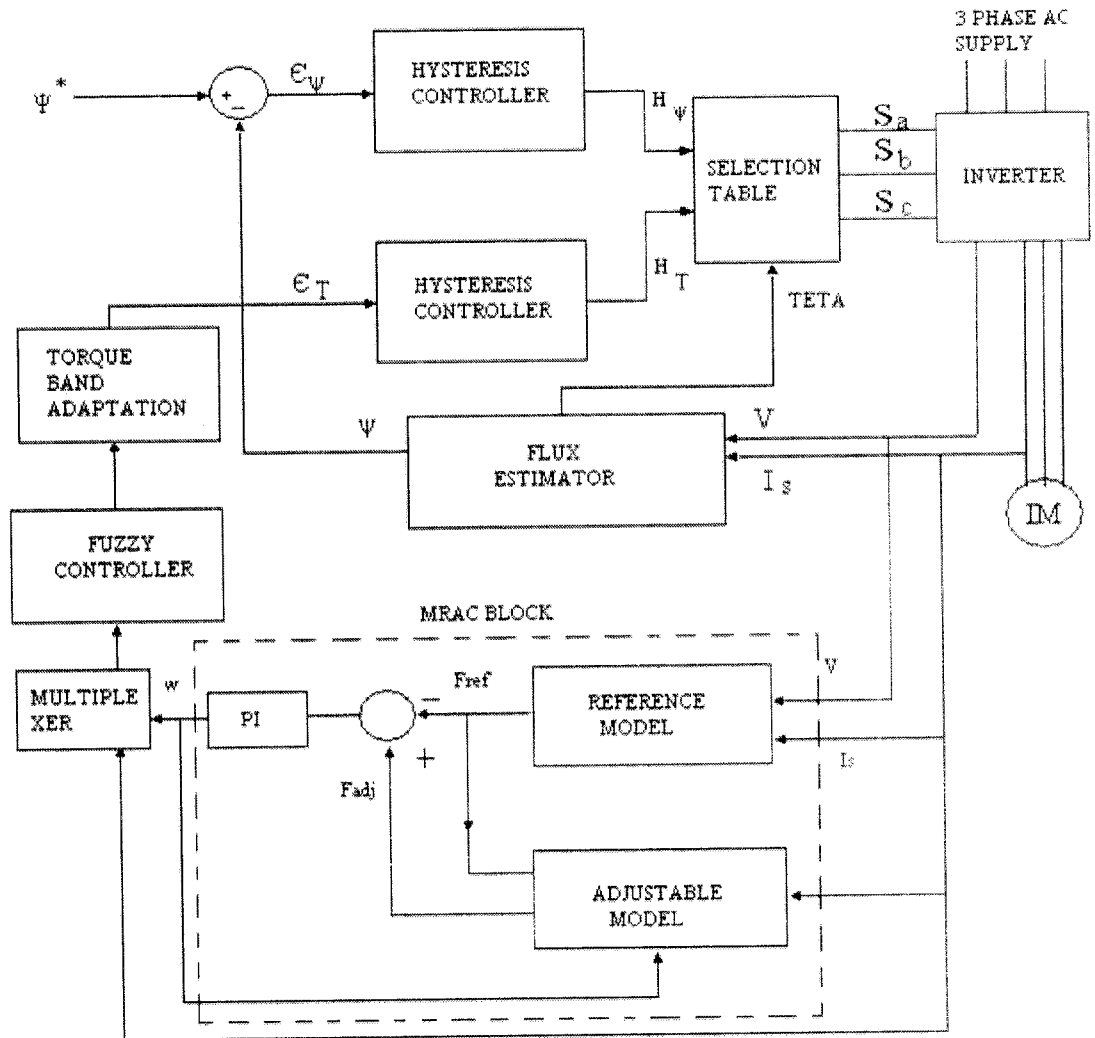 3 PHASE AC
SUPPLY
Ψ*
+
−
ϵΨ
HYSTERESIS
CONTROLLER
HΨ
SELECTION
TABLE
Sa
Sb
Sc
INVERTER
ϵT
HYSTERESIS
CONTROLLER
HT
TETA
TORQUE
BAND
ADAPTATION
Ψ
FLUX
ESTIMATOR
V
Is
IM
FUZZY
CONTROLLER
MRAC BLOCK
MULTIPLE
XER
w
PI
−
+
Fref
Fadj
REFERENCE
MODEL
V
Is
ADJUSTABLE
MODEL